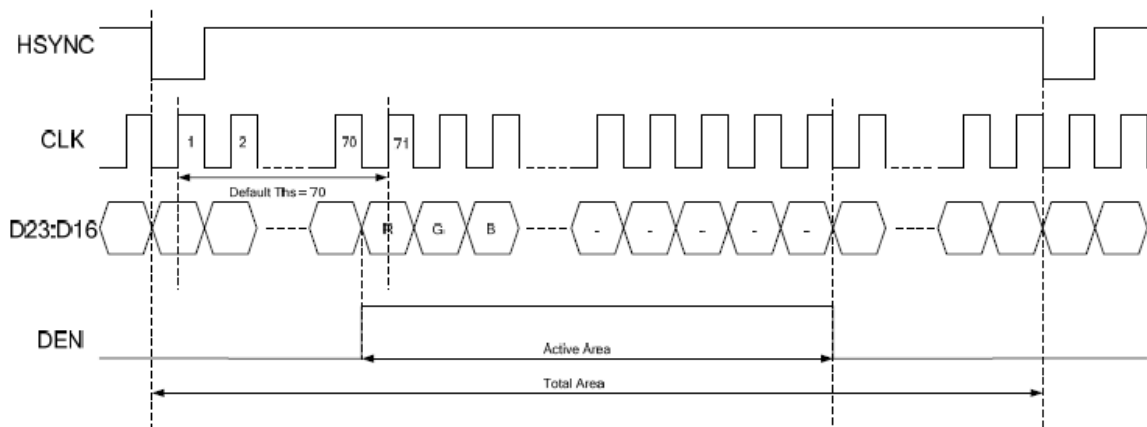 HSYNC
CLK
1
2
70
71
Default Ths = 70
D23:D16
R
G
B
- - - - -
DEN
Active Area
Total Area